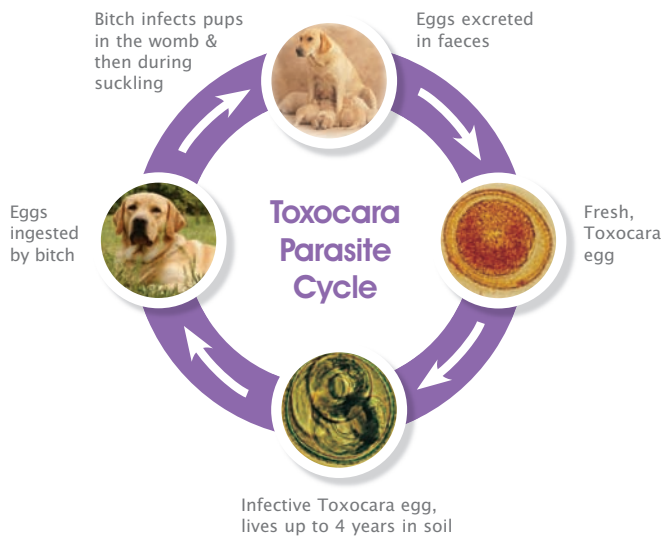 Bitch infects pups
in the womb &
then during
suckling
Eggs excreted
in faeces
Eggs
ingested
by bitch
Toxocara
Parasite
Cycle
Fresh,
Toxocara
egg
Infective Toxocara egg,
lives up to 4 years in soil